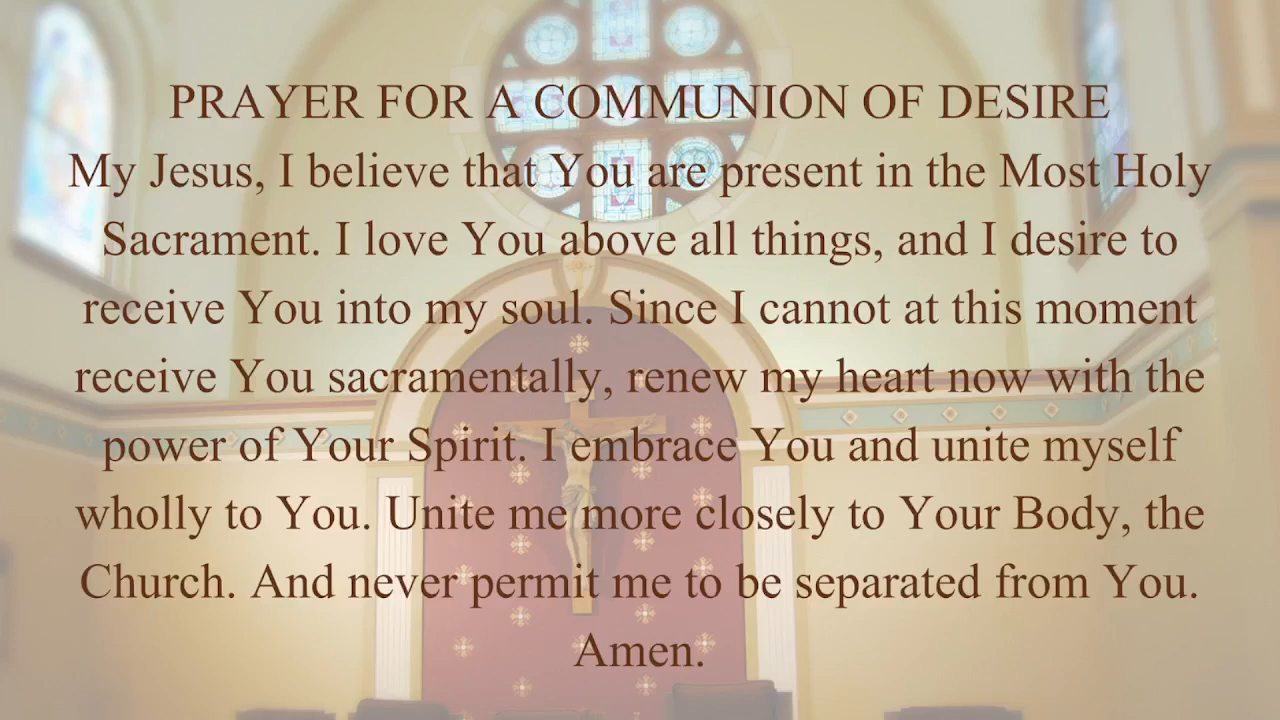 PRAYER FOR A COMMUNION OF DESIRE
My Jesus, I believe that You are present in the Most Holy
Sacrament. I love You above all things, and I desire to
receive You into my soul. Since I cannot at this moment
receive You sacramentally, renew my heart now with the
power of Your Spirit. I embrace You and unite myself
wholly to You. Unite me more closely to Your Body, the
Church. And never permit me to be separated from You.
Amen.